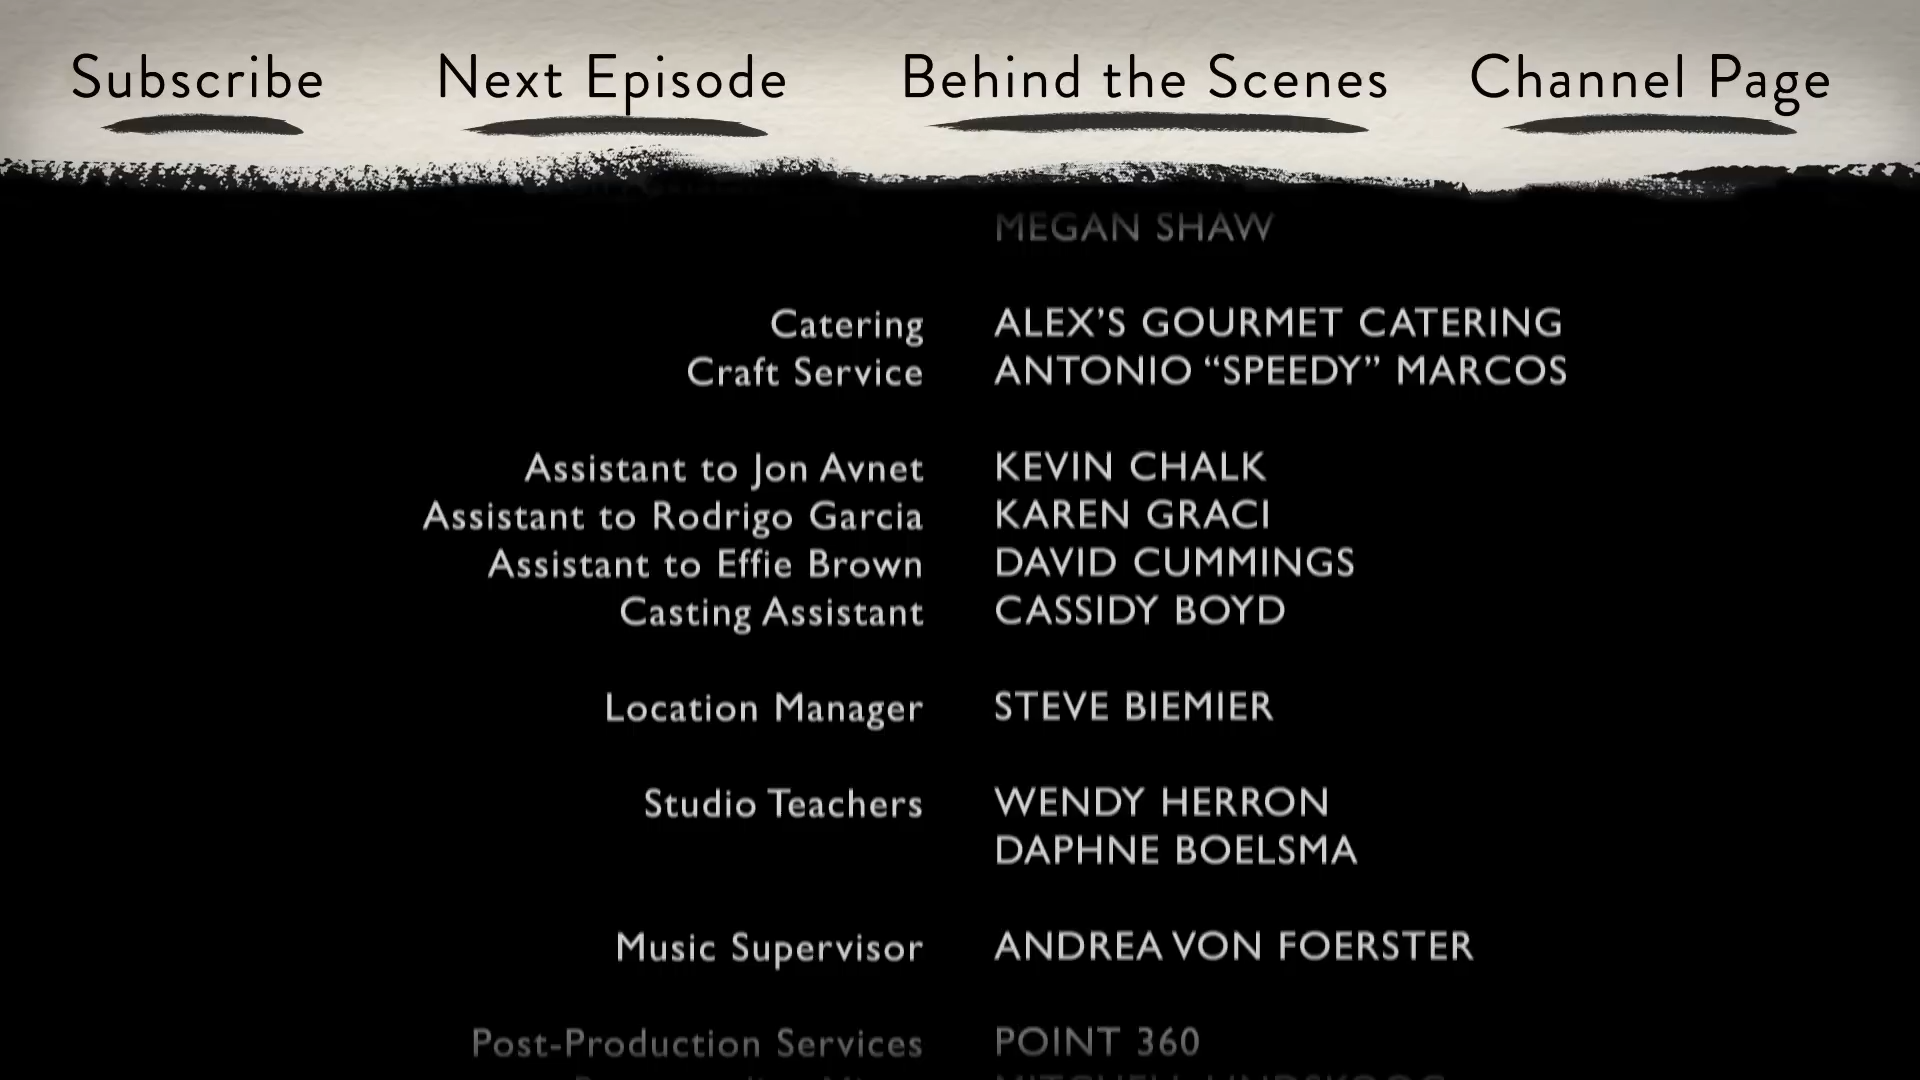 Subscribe Next Episode Behind the Scenes Channel Page
MEGAN SHAW
Catering ALEX’S GOURMET CATERING
Craft Service ANTONIO “SPEEDY” MARCOS
Assistant to Jon Avnet KEVIN CHALK
Assistant to Rodrigo Garcia KAREN GRACI
Assistant to Effie Brown DAVID CUMMINGS
Casting Assistant CASSIDY BOYD
Location Manager STEVE BIEMIER
Studio Teachers WENDY HERRON
DAPHNE BOELSMA
Music Supervisor ANDREA VON FOERSTER
Post-Production Services POINT 360